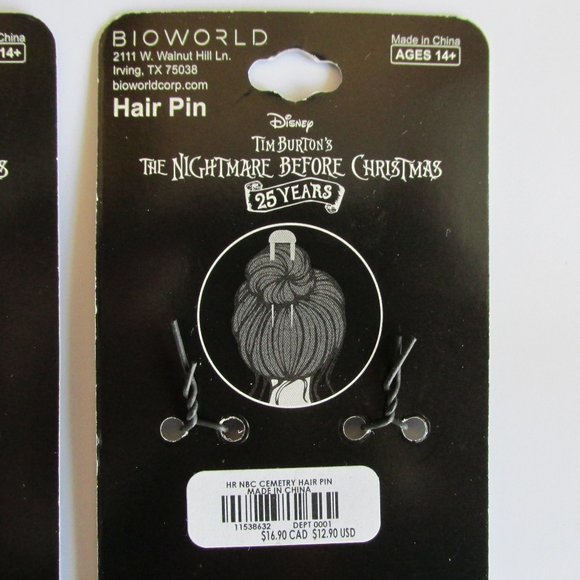 China
14+
S
BIOWORLD
2111 W. Walnut Hill Ln.
Irving, TX 75038
bioworldcorp.com
Hair Pin
Made in China
AGES 14+
Disney
TIM BURTON'S
THE NIGHTMARE BEFORE CHRISTMAS
25 YEARS
HR NBC CEMETRY HAIR PIN
MADE IN CHINA
11538632 DEPT 0001
$16.90 CAD $12.90 USD